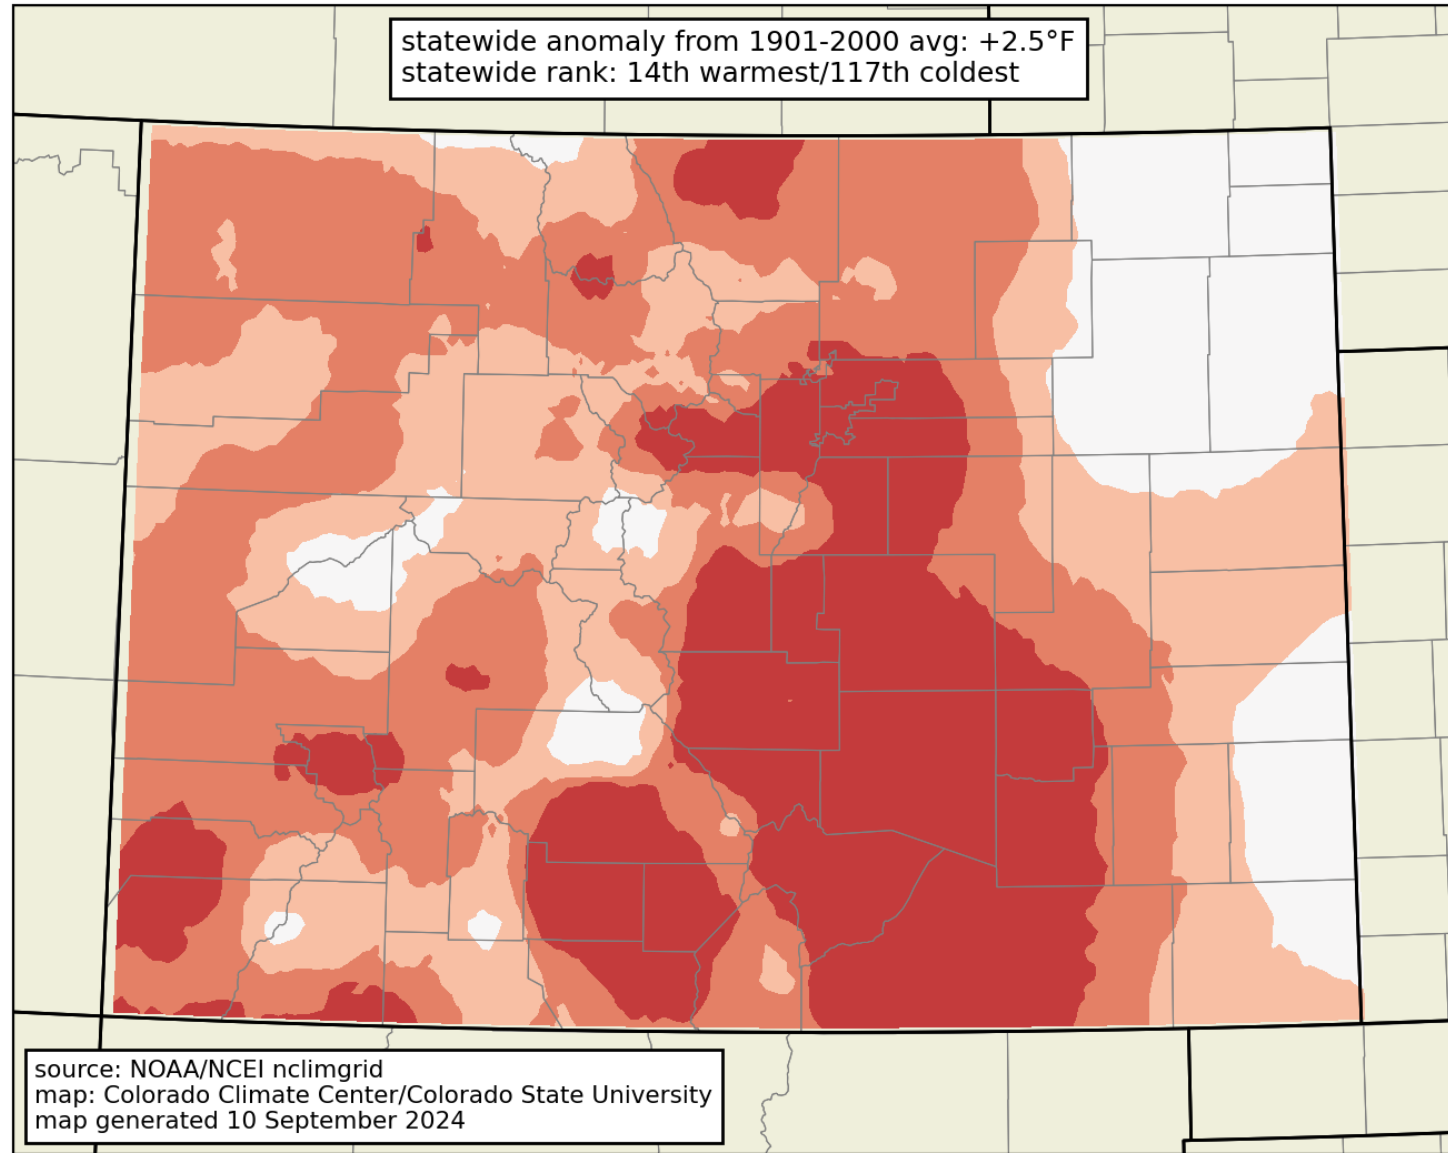 statewide anomaly from 1901-2000 avg: +2.5°F
statewide rank: 14th warmest/117th coldest
source: NOAA/NCEI nclimgrid
map: Colorado Climate Center/Colorado State University
map generated 10 September 2024